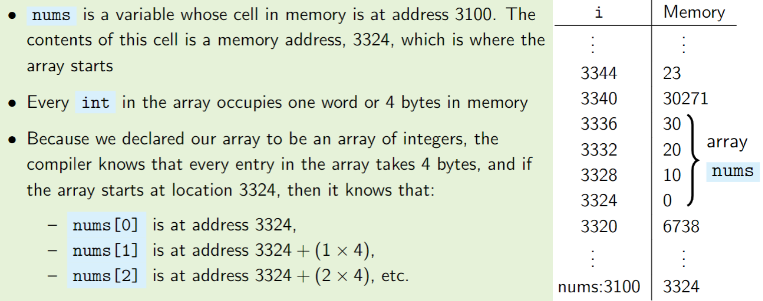 • nums is a variable whose cell in memory is at address 3100. The
contents of this cell is a memory address, 3324, which is where the
array starts
• Every int in the array occupies one word or 4 bytes in memory
• Because we declared our array to be an array of integers, the
compiler knows that every entry in the array takes 4 bytes, and if
the array starts at location 3324, then it knows that:
– nums[0] is at address 3324,
– nums[1] is at address 3324 + (1 × 4),
– nums[2] is at address 3324 + (2 × 4), etc.
i Memory
⋮ ⋮
3344 23
3340 30271
3336 30
3332 20
3328 10
3324 0
3320 6738
⋮ ⋮
nums:3100 3324
array
nums